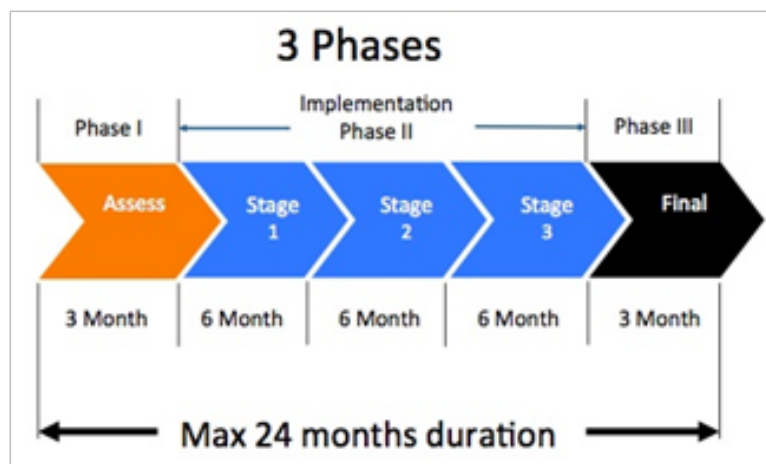 3 Phases
Implementation
Phase I
Phase II
Phase III
Assess
Stage
1
Stage
2
Stage
3
Final
3 Month
6 Month
6 Month
6 Month
3 Month
Max 24 months duration